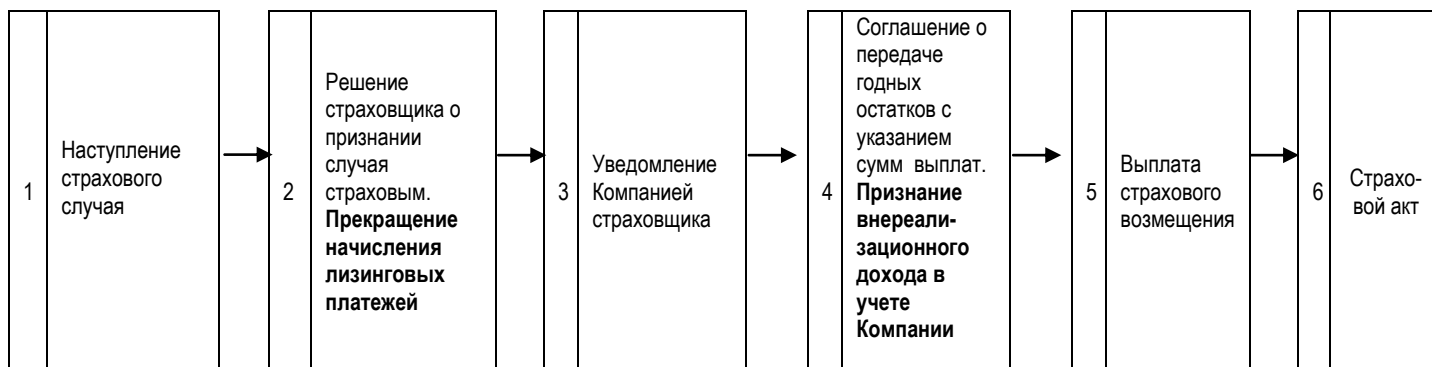 1
Наступление
страхового
случая
2
Решение
страховщика о
признании
случая
страховым.
Прекращение
начисления
лизинговых
платежей
3
Уведомление
Компанией
страховщика
4
Соглашение о
передаче
годных
остатков с
указанием
сумм выплат.
Признание
внереали-
зационного
дохода в
учете
Компании
5
Выплата
страхового
возмещения
6
Страхо-
вой акт